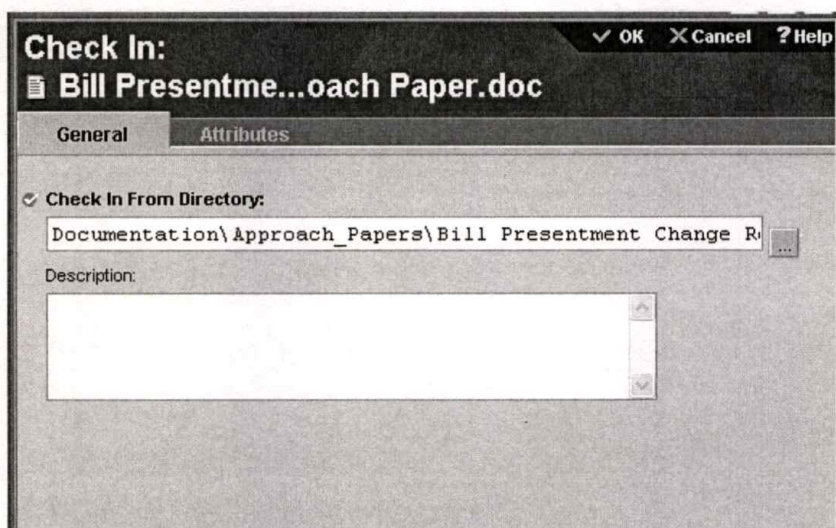 Check In:
✓ OK ✕ Cancel ? Help
Bill Presentme...oach Paper.doc
General Attributes
Check In From Directory:
Documentation\Approach_Papers\Bill Presentment Change
...
Description: